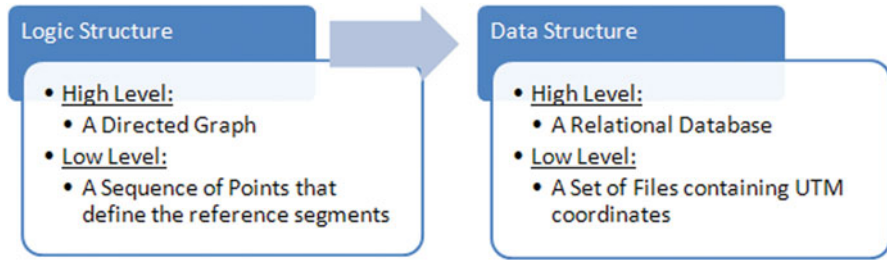 Logic Structure
• High Level:
• A Directed Graph
• Low Level:
• A Sequence of Points that
define the reference segments
Data Structure
• High Level:
• A Relational Database
• Low Level:
• A Set of Files containing UTM
coordinates